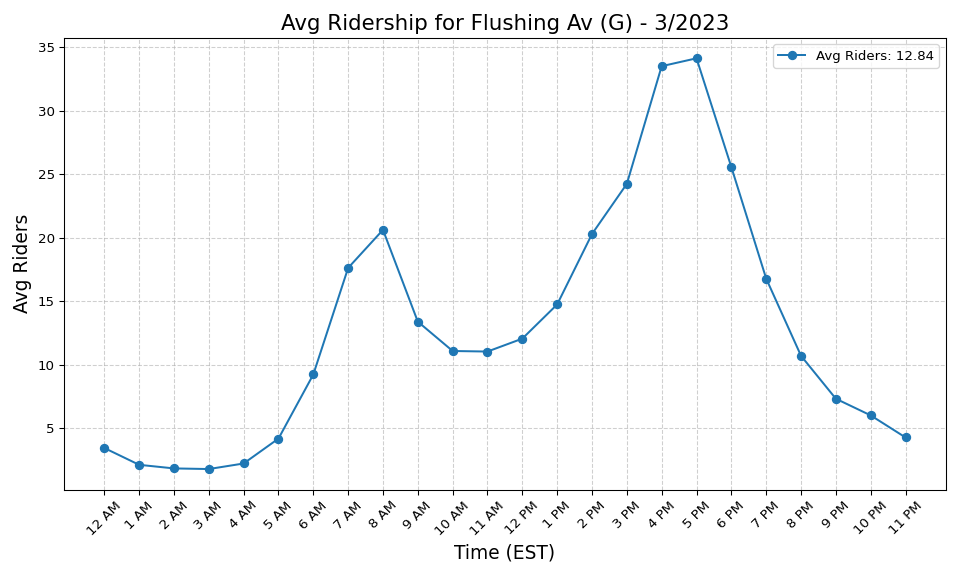 Avg Ridership for Flushing Av (G) - 3/2023
Avg Riders: 12.84
Avg Riders
35
30
25
20
15
10
5
12 AM
1 AM
2 AM
3 AM
4 AM
5 AM
6 AM
7 AM
8 AM
9 AM
10 AM
11 AM
12 PM
1 PM
2 PM
3 PM
4 PM
5 PM
6 PM
7 PM
8 PM
9 PM
10 PM
11 PM
Time (EST)